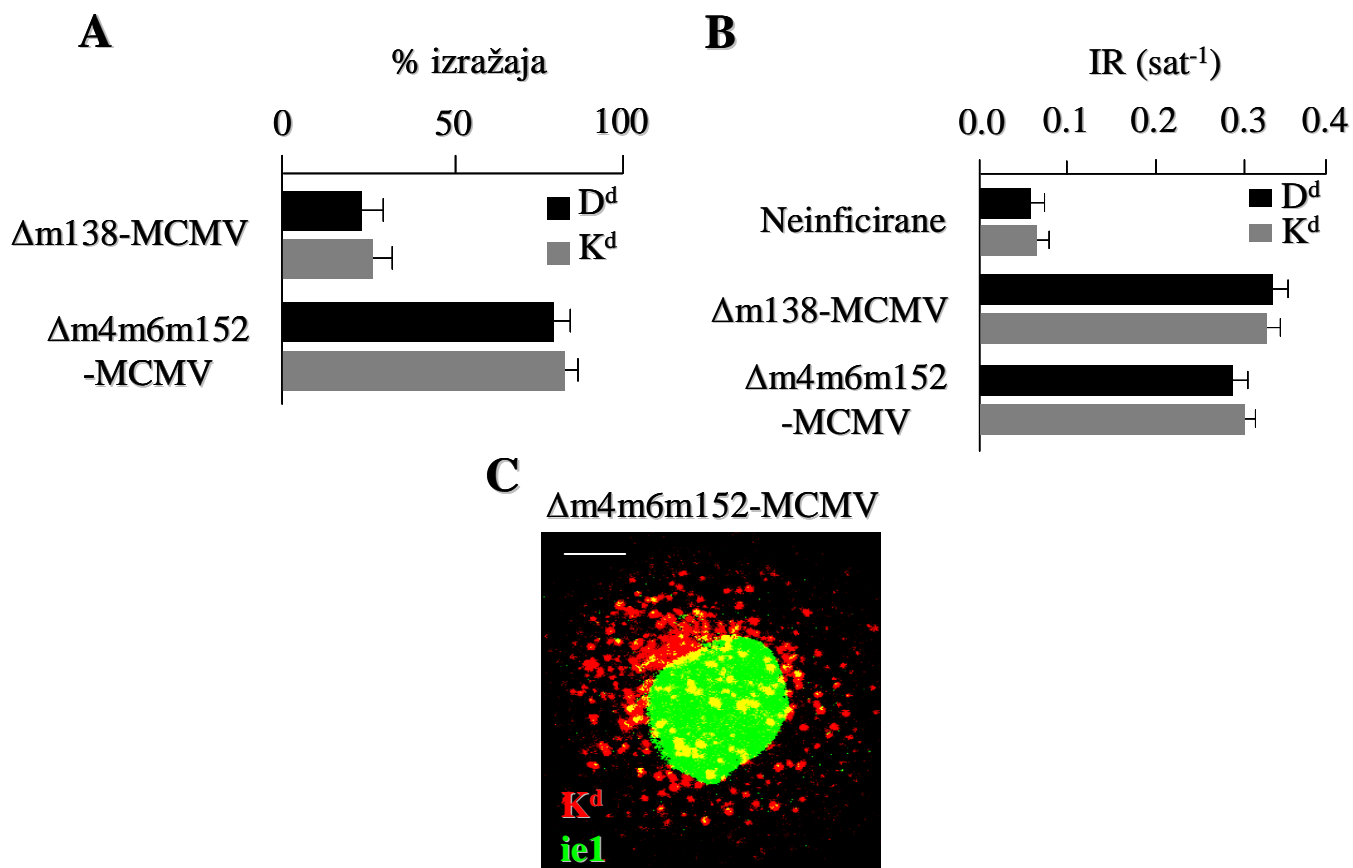 A
% izražaja
0 50 100
Δm138-MCMV
Δm4m6m152
-MCMV
Dᵈ
Kᵈ
B
IR (sat⁻¹)
0.0 0.1 0.2 0.3 0.4
Neinficirane
Δm138-MCMV
Δm4m6m152
-MCMV
Dᵈ
Kᵈ
C
Δm4m6m152-MCMV
Kᵈ
ie1